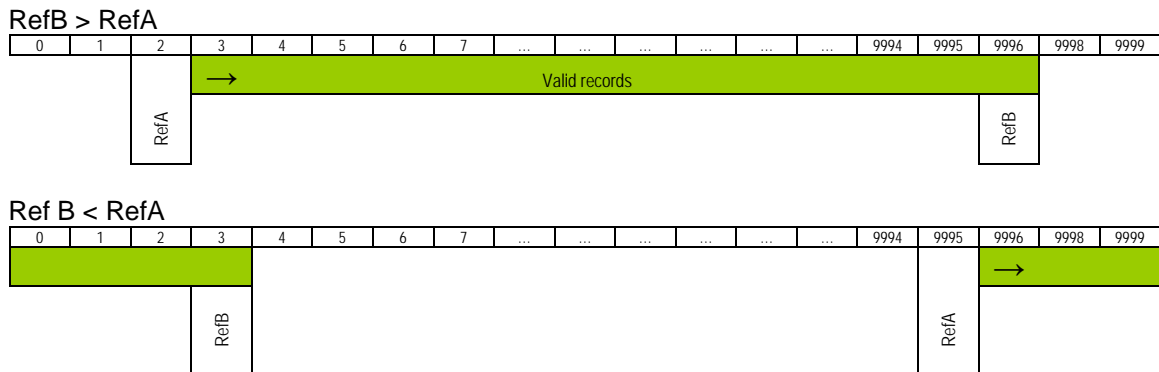 RefB > RefA
0 1 2 3 4 5 6 7 ... ... ... ... ... ... 9994 9995 9996 9998 9999
→ Valid records
RefA RefB
Ref B < RefA
0 1 2 3 4 5 6 7 ... ... ... ... ... ... 9994 9995 9996 9998 9999
→
RefB RefA